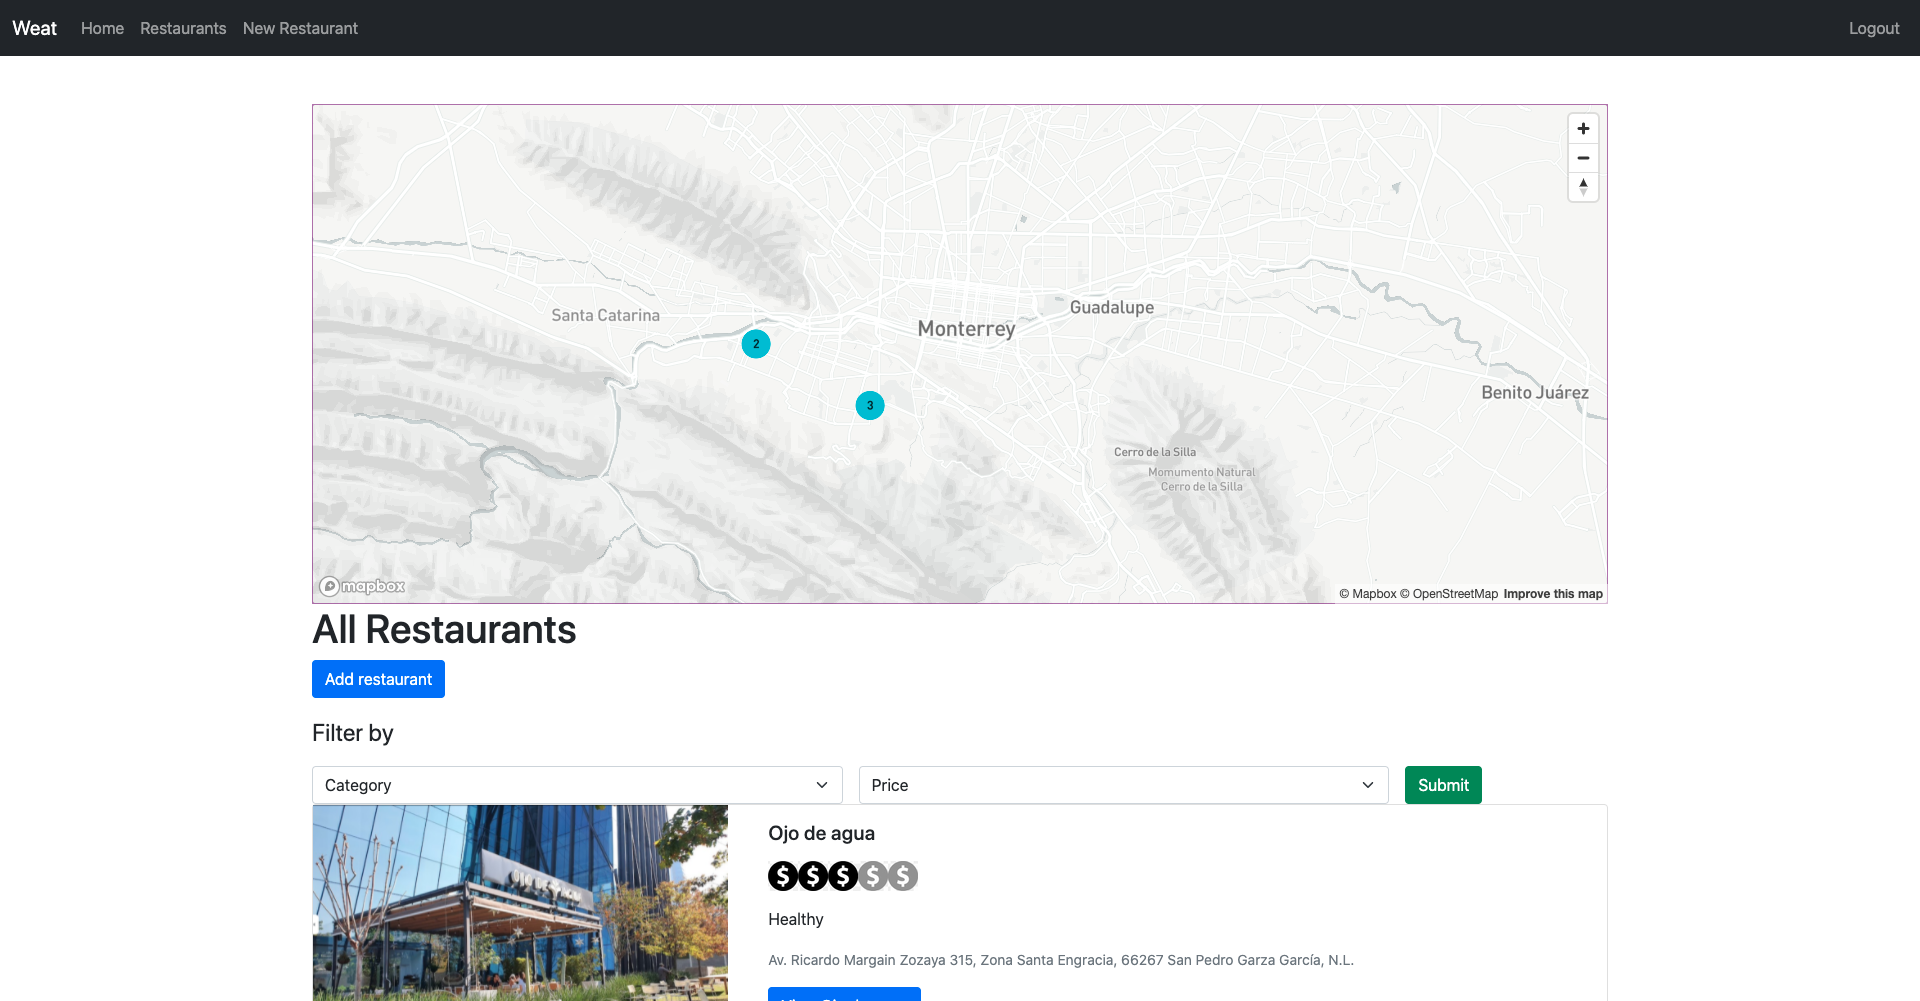 Weat Home Restaurants New Restaurant Logout
Santa Catarina
Monterrey
Guadalupe
Benito Juárez
2
3
Cerro de la Silla
Momumento Natural
Cerro de la Silla
mapbox
© Mapbox © OpenStreetMap Improve this map
All Restaurants
Add restaurant
Filter by
Category
Price
Submit
Ojo de agua
$ $ $ $ $
Healthy
Av. Ricardo Margain Zozaya 315, Zona Santa Engracia, 66267 San Pedro Garza García, N.L.